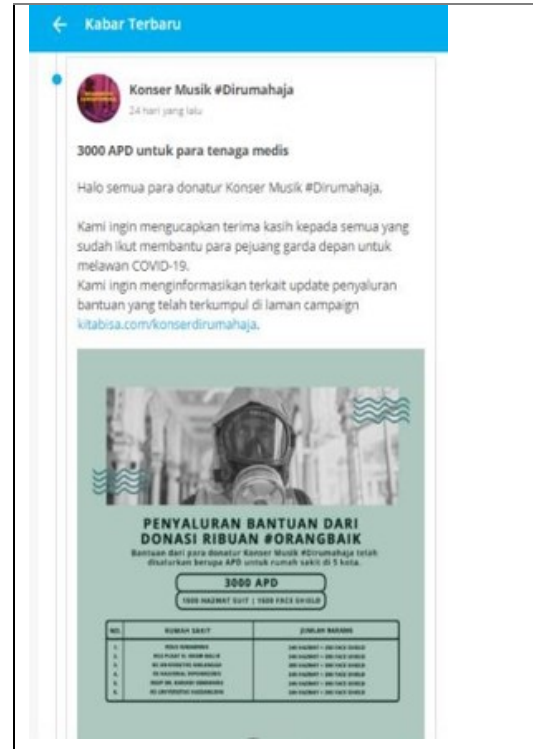 Kabar Terbaru
Konser Musik #Dirumahaja
24 hari yang lalu
3000 APD untuk para tenaga medis
Halo semua para donatur Konser Musik #Dirumahaja,
Kami ingin mengucapkan terima kasih kepada semua yang
sudah ikut membantu para pejuang garda depan untuk
melawan COVID-19.
Kami ingin menginformasikan terkait update penyaluran
bantuan yang telah terkumpul di laman campaign
kitabisa.com/konserdirumahaja.
PENYALURAN BANTUAN DARI
DONASI RIBUAN #ORANGBAIK
Bantuan dari para donatur Konser Musik #Dirumahaja telah
disalurkan berupa APD untuk rumah sakit di 5 kota.
3000 APD
1500 HAZMAT SUIT | 1500 FACE SHIELD
NO. RUMAH SAKIT JUMLAH BARANG